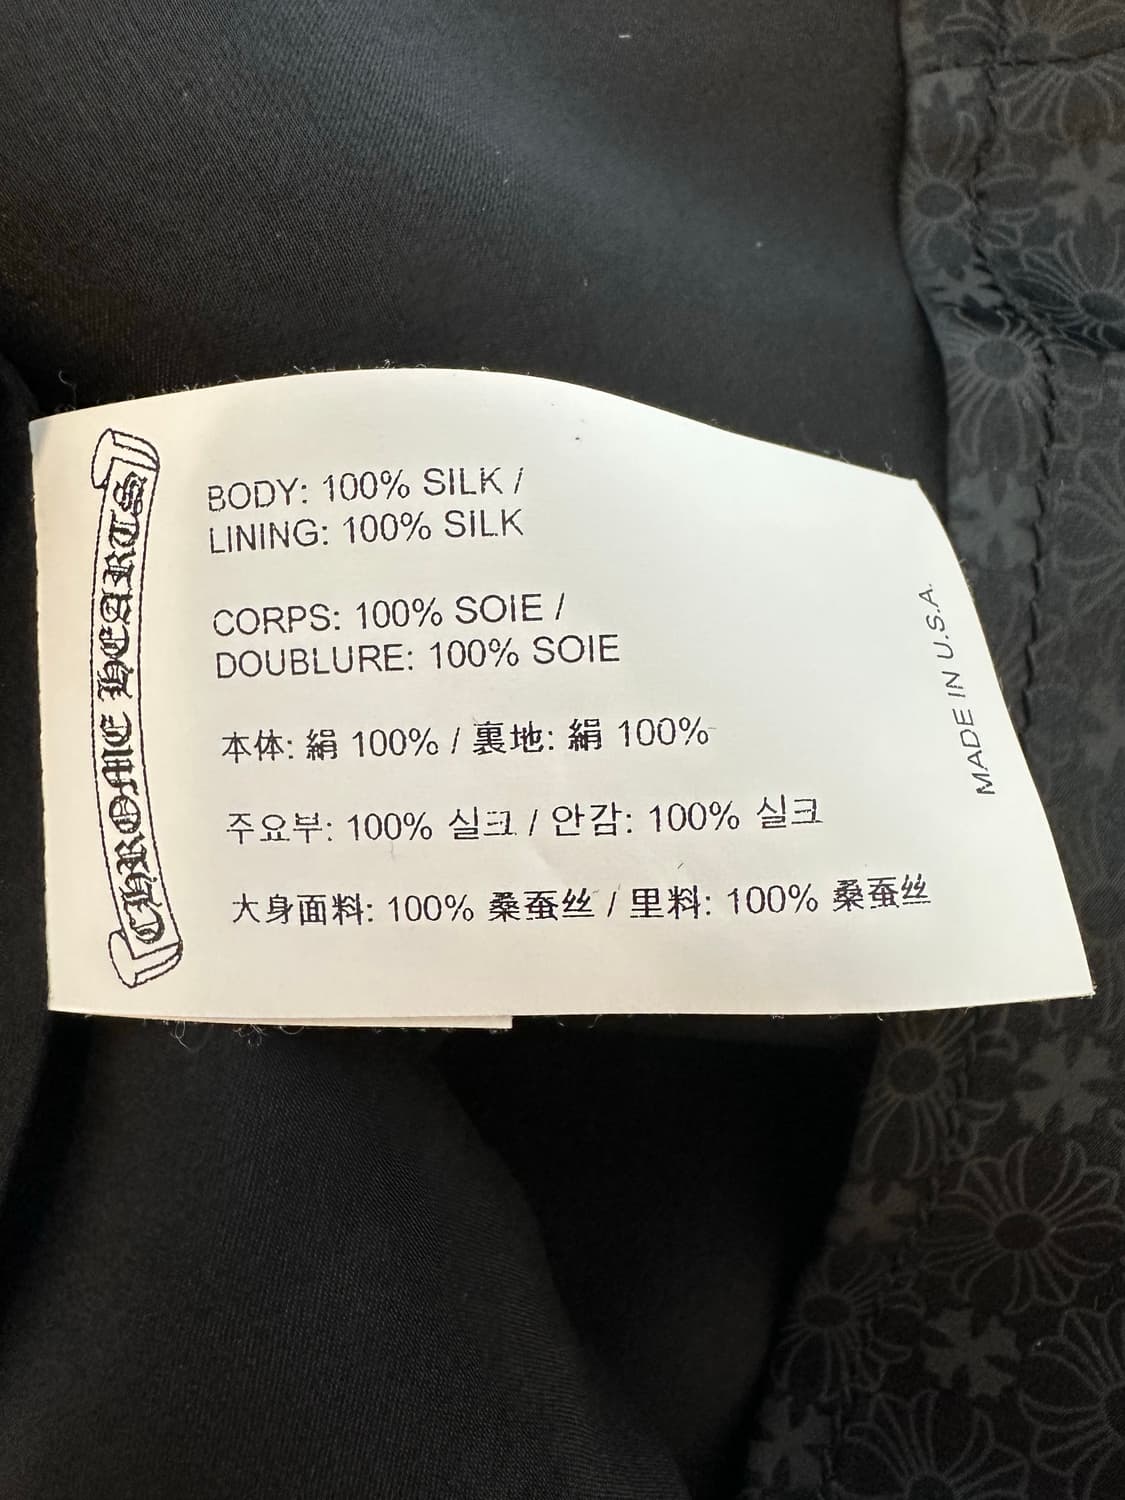 CHROME HEARTS
BODY: 100% SILK /
LINING: 100% SILK
CORPS: 100% SOIE /
DOUBLURE: 100% SOIE
本体: 絹 100% / 裏地: 絹 100%
주요부: 100% 실크 / 안감: 100% 실크
大身面料: 100% 桑蚕丝 / 里料: 100% 桑蚕丝
MADE IN U.S.A.